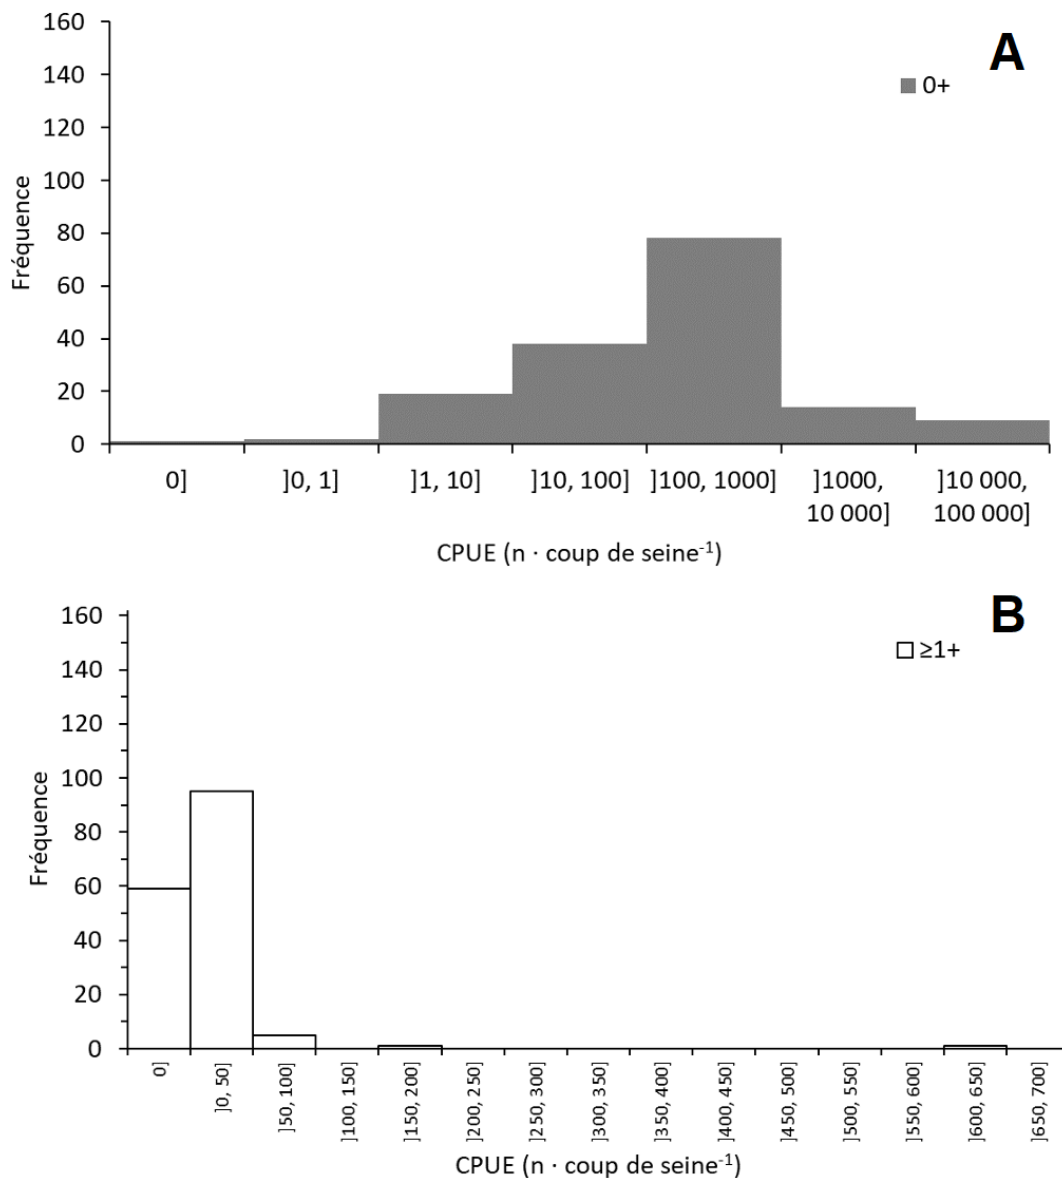 A
0+
160
140
120
100
80
60
40
20
0
Fréquence
0] ]0, 1] ]1, 10] ]10, 100] ]100, 1000] ]1000, ]10 000,
10 000] 100 000]
CPUE (n · coup de seine-1)
B
≥1+
160
140
120
100
80
60
40
20
0
Fréquence
0] ]0, 50] ]50, 100] ]100, 150] ]150, 200] ]200, 250] ]250, 300] ]300, 350] ]350, 400] ]400, 450] ]450, 500] ]500, 550] ]550, 600] ]600, 650] ]650, 700]
CPUE (n · coup de seine-1)